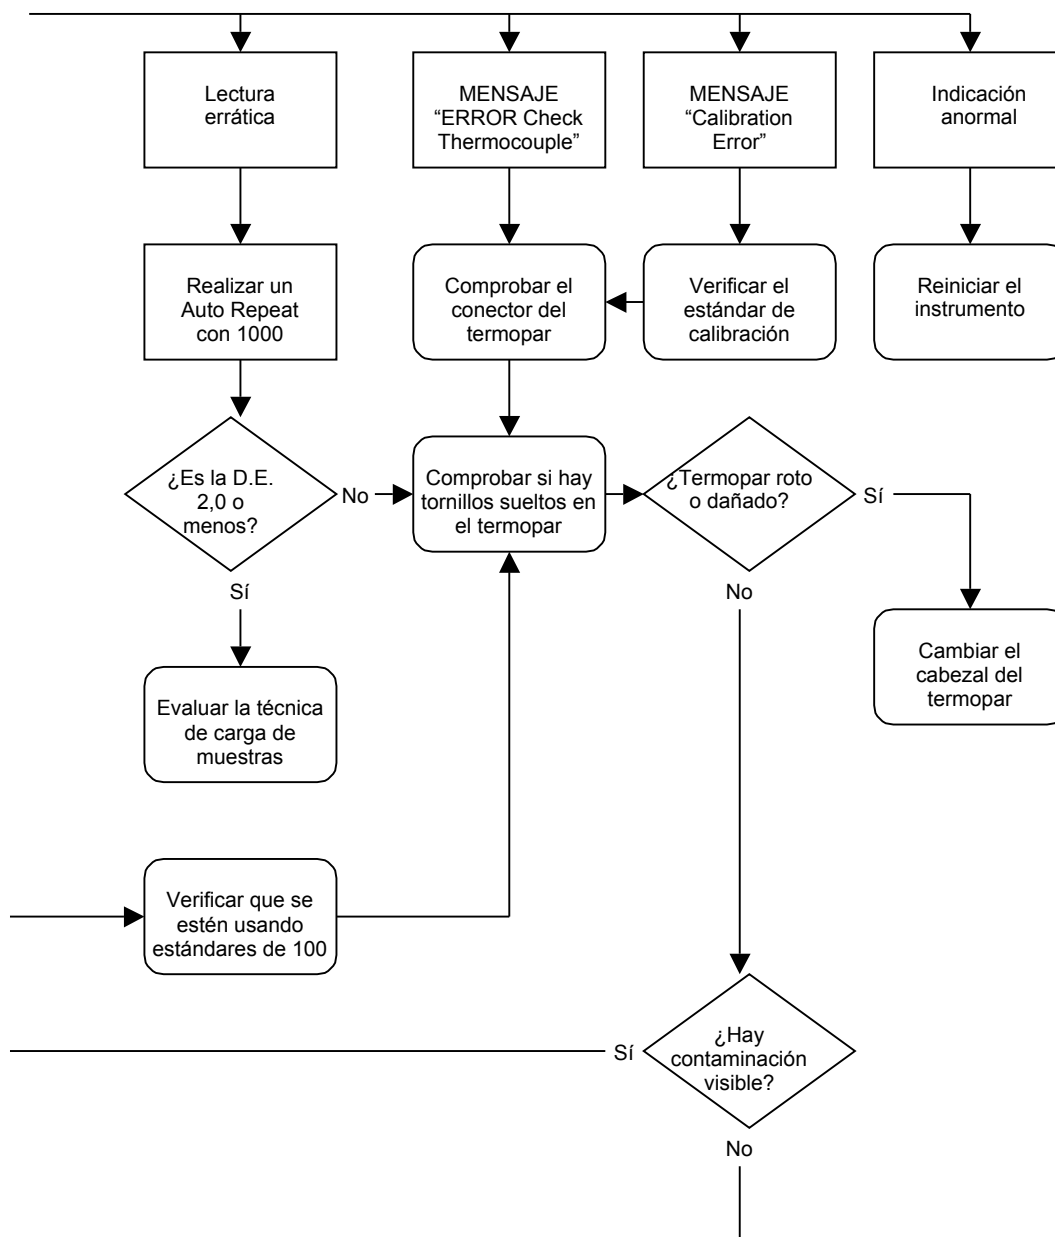 Lectura
errática
MENSAJE
“ERROR Check
Thermocouple”
MENSAJE
“Calibration
Error”
Indicación
anormal
Realizar un
Auto Repeat
con 1000
Comprobar el
conector del
termopar
Verificar el
estándar de
calibración
Reiniciar el
instrumento
¿Es la D.E.
2,0 o
menos?
No
Comprobar si hay
tornillos sueltos en
el termopar
¿Termopar roto
o dañado?
Sí
Sí
No
Evaluar la técnica
de carga de
muestras
Cambiar el
cabezal del
termopar
Verificar que se
estén usando
estándares de 100
¿Hay
contaminación
visible?
Sí
No